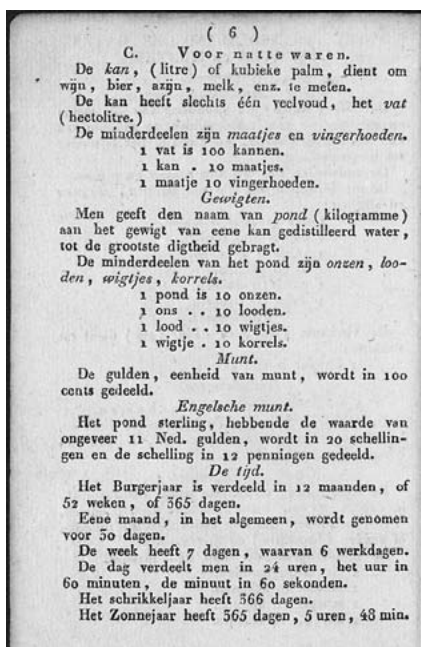 ( 6 )
C. Voor natte waren.
De kan, (litre) of kubieke palm, dient om
wijn, bier, azijn, melk, enz. te meten.
De kan heeft slechts één veelvoud, het vat
(hectolitre.)
De minderdeelen zijn maatjes en vingerhoeden.
1 vat is 100 kannen.
1 kan . 10 maatjes.
1 maatje 10 vingerhoeden.
Gewigten.
Men geeft den naam van pond (kilogramme)
aan het gewigt van eene kan gedistilleerd water,
tot de grootste digtheid gebragt.
De minderdeelen van het pond zijn onzen, loo-
den, wigtjes, korrels.
1 pond is 10 onzen.
1 ons . . 10 looden.
1 lood . . 10 wigtjes.
1 wigtje . 10 korrels.
Munt.
De gulden, eenheid van munt, wordt in 100
cents gedeeld.
Engelsche munt.
Het pond sterling, hebbende de waarde van
ongeveer 11 Ned. gulden, wordt in 20 schellin-
gen en de schelling in 12 penningen gedeeld.
De tijd.
Het Burgerjaar is verdeeld in 12 maanden, of
52 weken, of 365 dagen.
Eene maand, in het algemeen, wordt genomen
voor 30 dagen.
De week heeft 7 dagen, waarvan 6 werkdagen.
De dag verdeelt men in 24 uren, het uur in
60 minuten, de minuut in 60 sekonden.
Het schrikkeljaar heeft 366 dagen.
Het Zonnejaar heeft 365 dagen, 5 uren, 48 min.